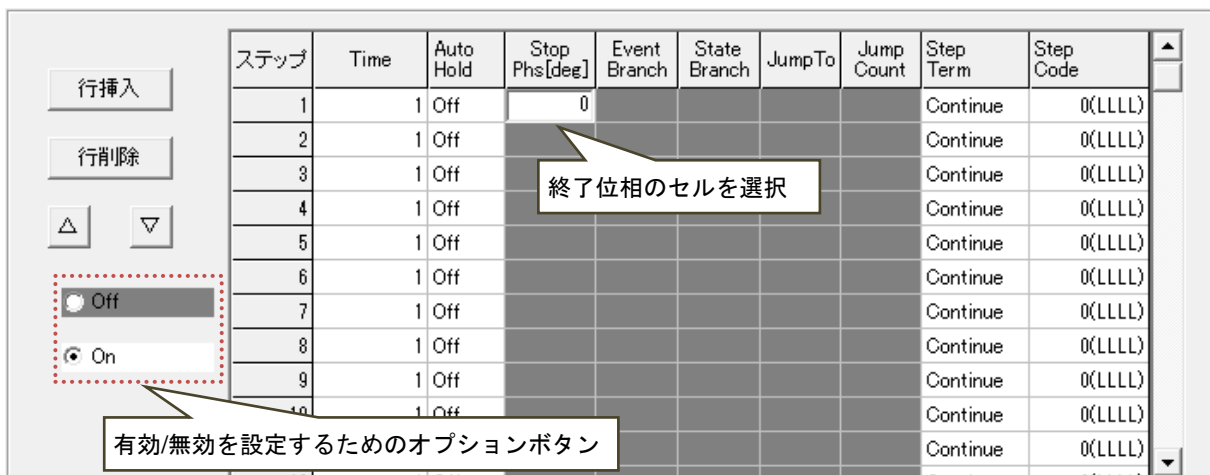 ステップ Time Auto Hold Stop Phs[deg] Event Branch State Branch JumpTo Jump Count Step Term Step Code
行挿入
1 1 Off 0 Continue 0(LLLL)
2 1 Off Continue 0(LLLL)
行削除
3 1 Off Continue 0(LLLL)
終了位相のセルを選択
4 1 Off Continue 0(LLLL)
△ ▽
5 1 Off Continue 0(LLLL)
6 1 Off Continue 0(LLLL)
Off
7 1 Off Continue 0(LLLL)
8 1 Off Continue 0(LLLL)
On
9 1 Off Continue 0(LLLL)
10 1 Off Continue 0(LLLL)
有効/無効を設定するためのオプションボタン
Continue 0(LLLL)